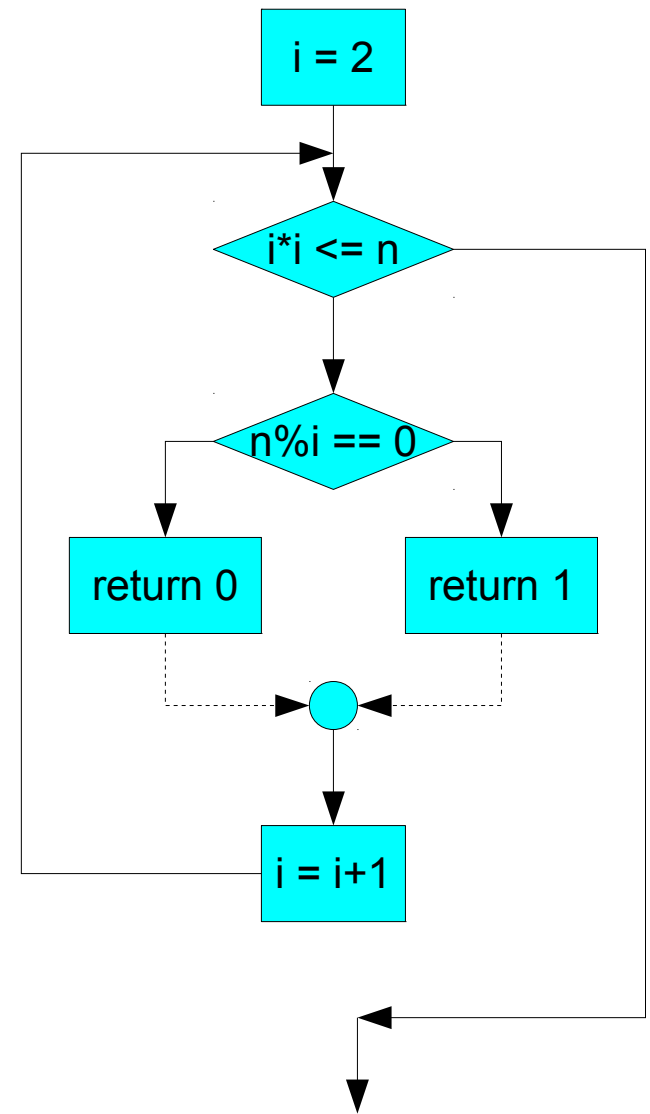 i = 2
i*i <= n
n%i == 0
return 0
return 1
i = i+1